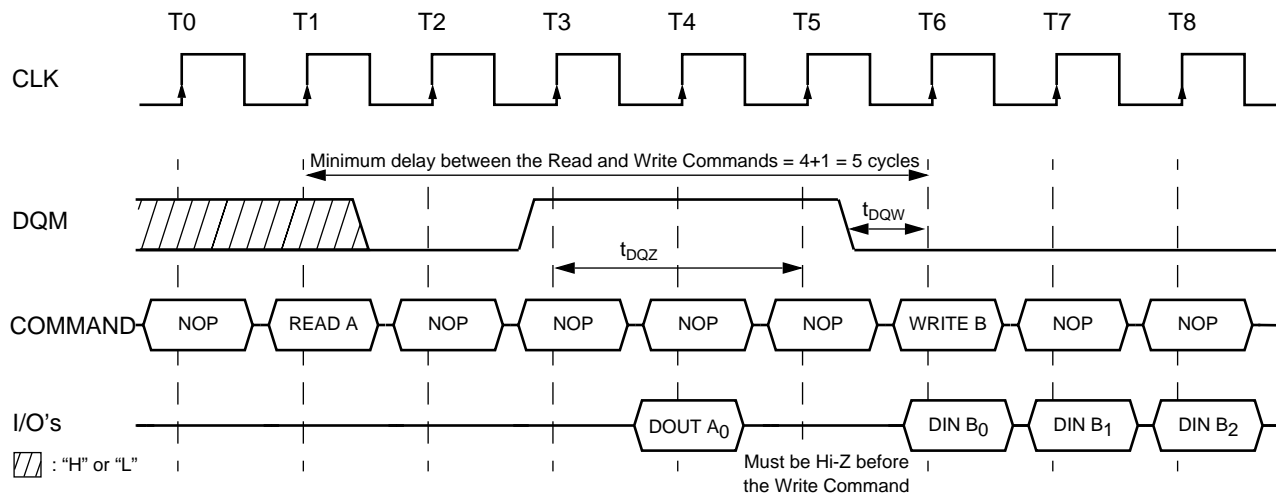 T0 T1 T2 T3 T4 T5 T6 T7 T8
CLK
Minimum delay between the Read and Write Commands = 4+1 = 5 cycles
DQM
tDQW
tDQZ
COMMAND NOP READ A NOP NOP NOP NOP WRITE B NOP NOP
I/O's DOUT A0 DIN B0 DIN B1 DIN B2
: “H” or “L”
Must be Hi-Z before
the Write Command